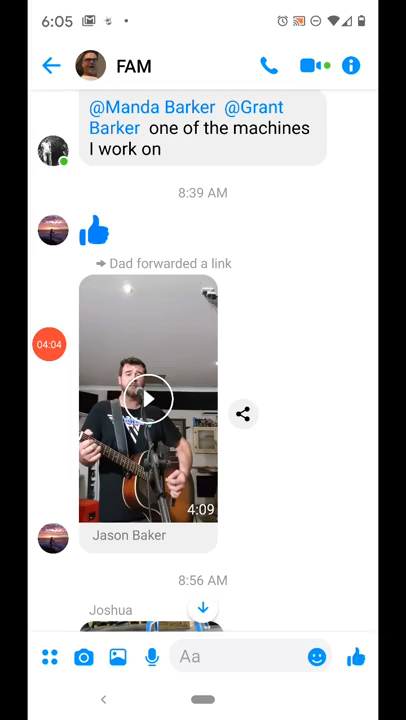 6:05
FAM
@Manda Barker @Grant
Barker one of the machines
I work on
8:39 AM
Dad forwarded a link
04:04
4:09
Jason Baker
8:56 AM
Joshua
Aa